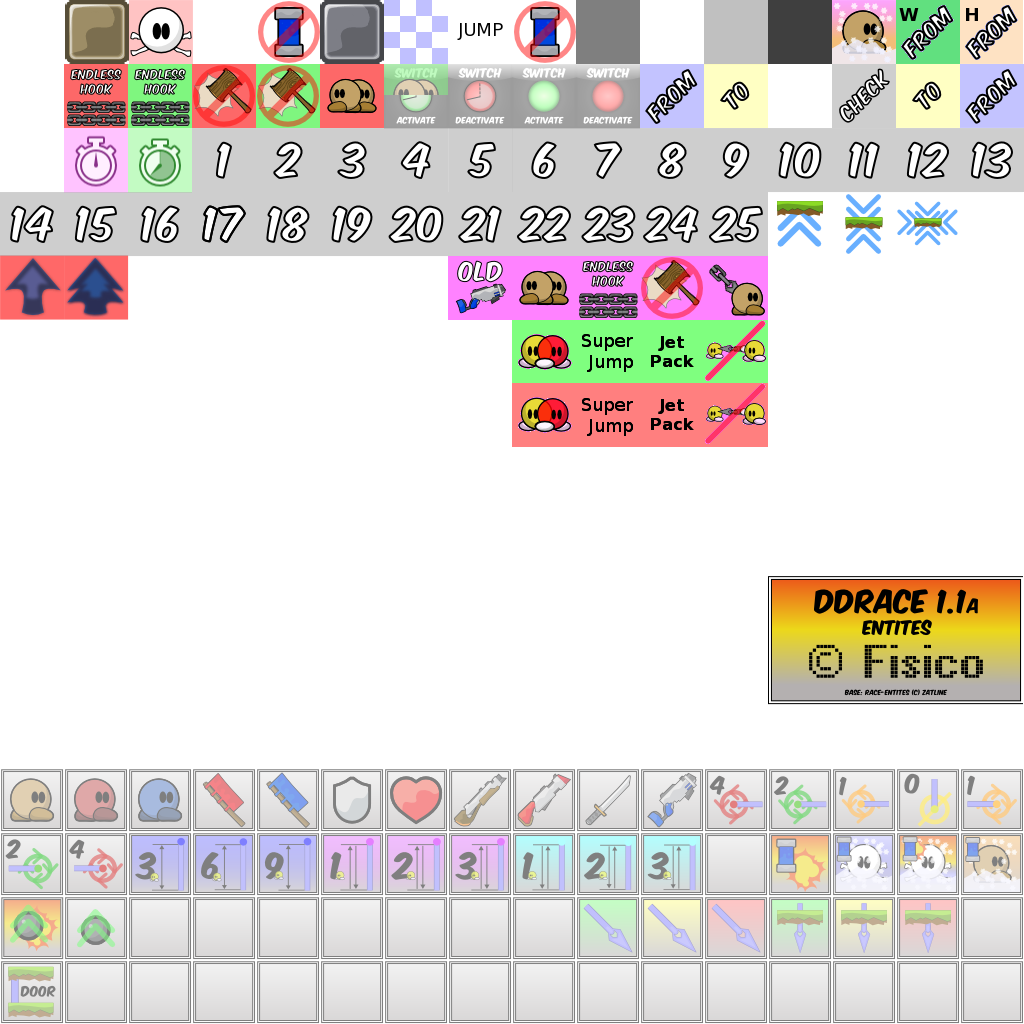 JUMP
W FROM
H FROM
ENDLESS HOOK
ENDLESS HOOK
SWITCH ACTIVATE
SWITCH DEACTIVATE
SWITCH ACTIVATE
SWITCH DEACTIVATE
FROM
TO
CHECK
TO
FROM
1 2 3 4 5 6 7 8 9 10 11 12 13
14 15 16 17 18 19 20 21 22 23 24 25
OLD
ENDLESS HOOK
Super Jump
Jet Pack
Super Jump
Jet Pack
DDRACE 1.1A
ENTITES
© Fisico
BASE: RACE-ENTITES (C) ZATLINE
4 2 1 0 1
2 4 3 6 9 1 2 3 1 2 3
DOOR